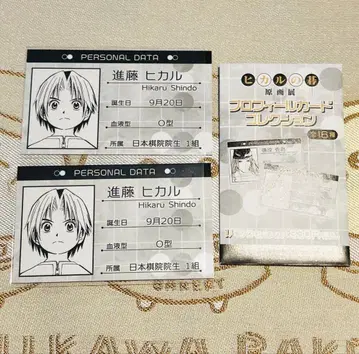 PERSONAL DATA
進藤 ヒカル
Hikaru Shindo
誕生日 9月20日
血液型 O型
所属 日本棋院院生 1組
PERSONAL DATA
進藤 ヒカル
Hikaru Shindo
誕生日 9月20日
血液型 O型
所属 日本棋院院生 1組
ヒカルの碁
原画展
プロフィールカード
コレクション
全16種